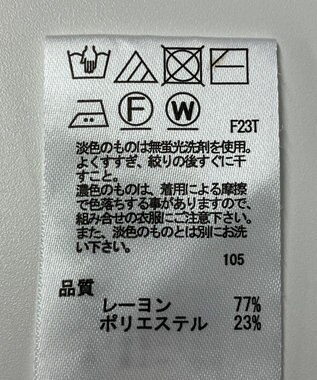 F
W
F23T
淡色のものは無蛍光洗剤を使用。
よくすすぎ、絞りの後すぐに干
すこと。
濃色のものは、着用による摩擦
で色落ちする事がありますので、
組み合せの衣服にご注意下さい。
また、淡色のものとは別にお洗
い下さい。
105
品質
レーヨン 77%
ポリエステル 23%